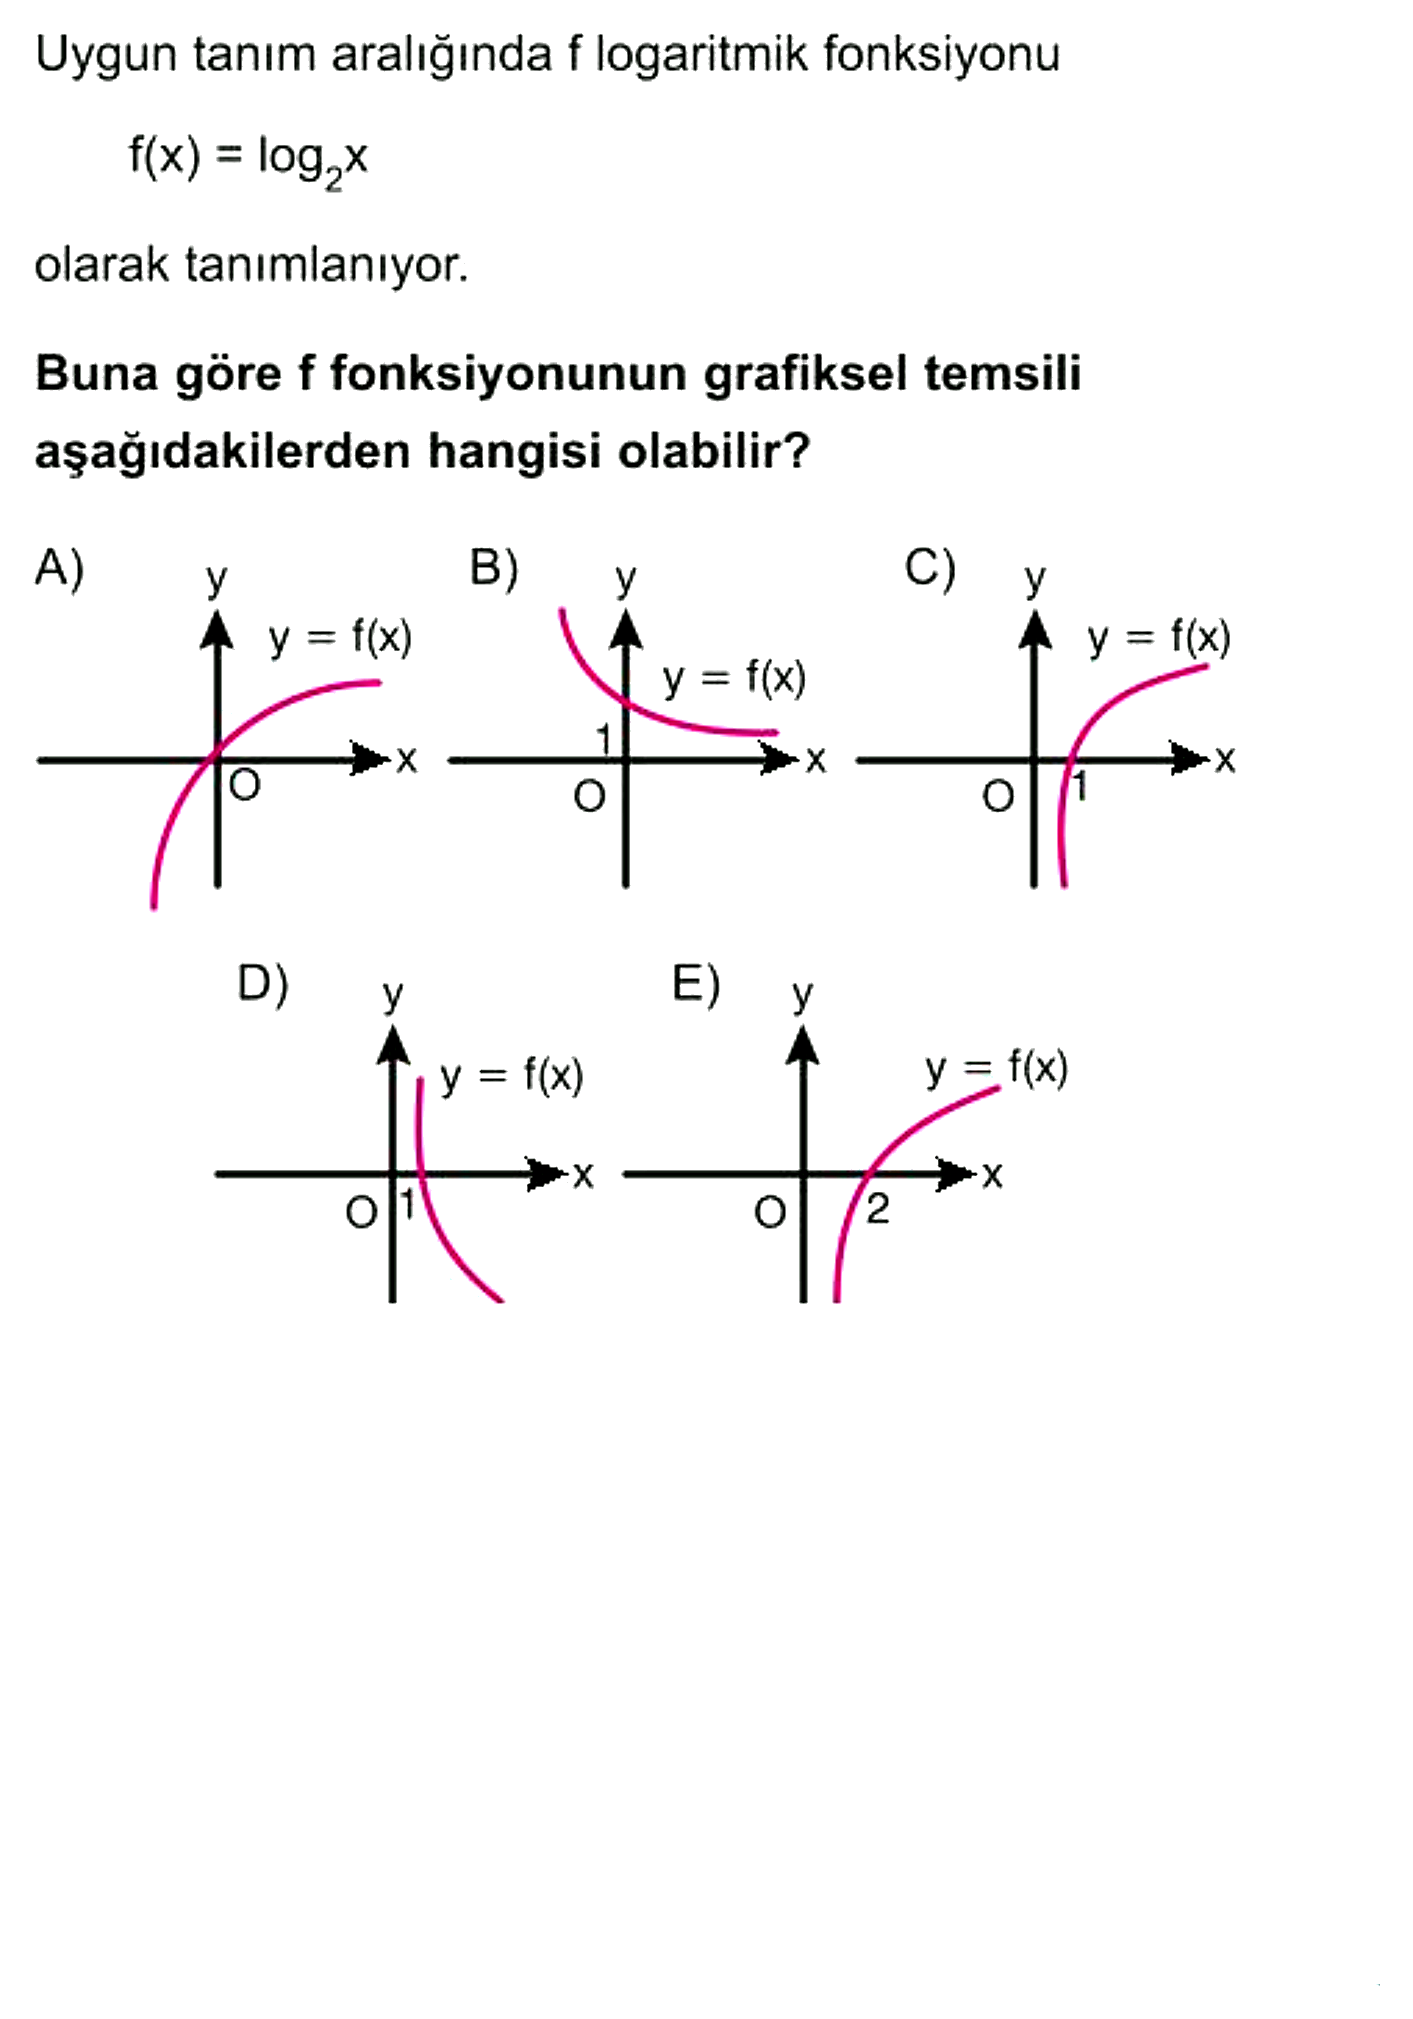 Uygun tanım aralığında f logaritmik fonksiyonu
f(x) = log₂x
olarak tanımlanıyor.
Buna göre f fonksiyonunun grafiksel temsili
aşağıdakilerden hangisi olabilir?
A) y y = f(x) x O
B) y y = f(x) 1 x O
C) y y = f(x) x O 1
D) y y = f(x) x O 1
E) y y = f(x) x O 2